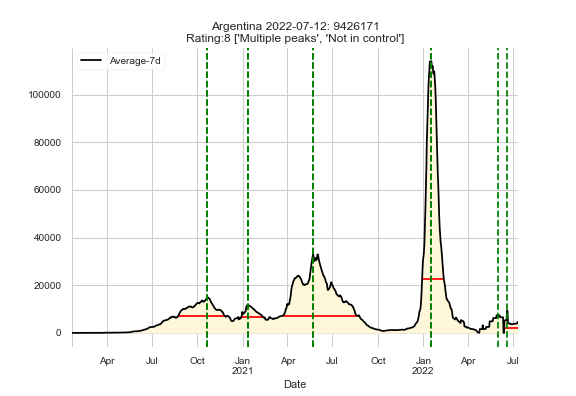 Argentina 2022-07-12: 9426171
Rating:8 ['Multiple peaks', 'Not in control']
Average-7d
100000
80000
60000
40000
20000
0
Apr Jul Oct Jan Apr Jul Oct Jan Apr Jul
2021 2022
Date